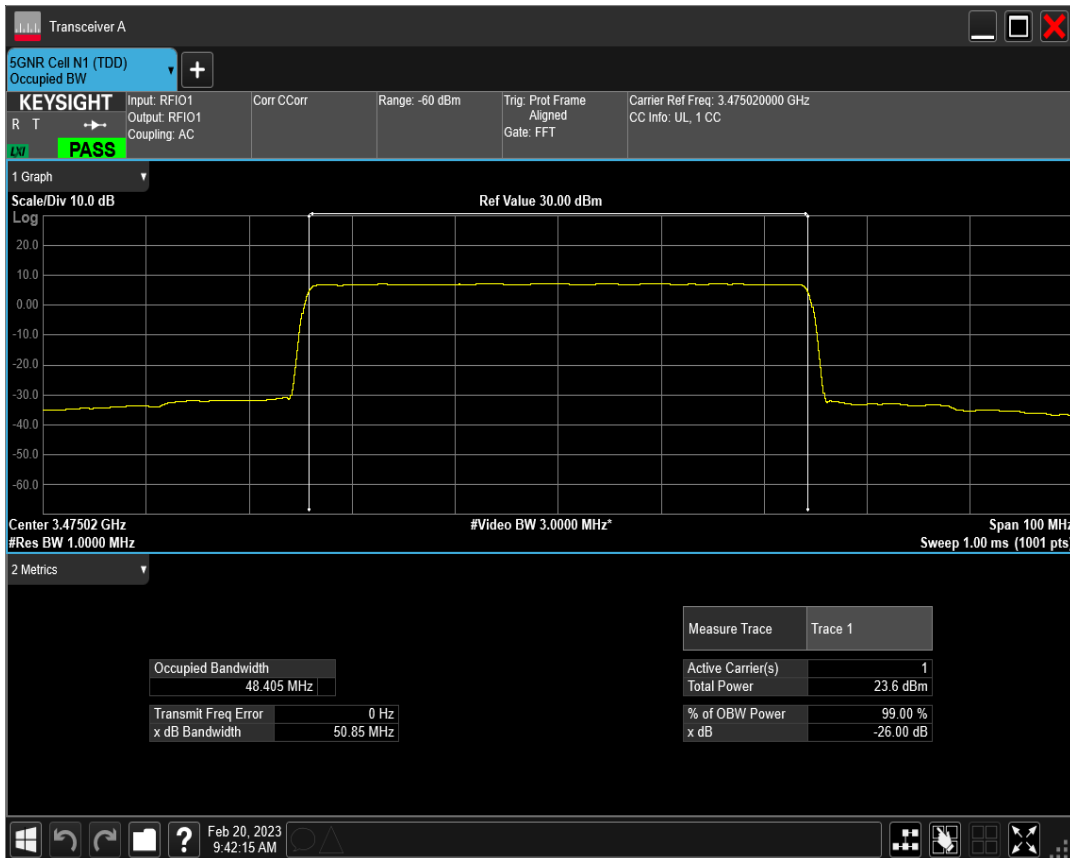 Transceiver A
5GNR Cell N1 (TDD)
Occupied BW
+
KEYSIGHT
R T
LXI
PASS
Input: RFIO1
Output: RFIO1
Coupling: AC
Corr CCorr
Range: -60 dBm
Trig: Prot Frame
Aligned
Gate: FFT
Carrier Ref Freq: 3.475020000 GHz
CC Info: UL, 1 CC
1 Graph
Scale/Div 10.0 dB
Ref Value 30.00 dBm
Log
20.0
10.0
0.00
-10.0
-20.0
-30.0
-40.0
-50.0
-60.0
Center 3.47502 GHz
#Video BW 3.0000 MHz*
Span 100 MHz
#Res BW 1.0000 MHz
Sweep 1.00 ms (1001 pts)
2 Metrics
Measure Trace Trace 1
Occupied Bandwidth
48.405 MHz
Active Carrier(s) 1
Total Power 23.6 dBm
Transmit Freq Error 0 Hz
x dB Bandwidth 50.85 MHz
% of OBW Power 99.00 %
x dB -26.00 dB
?
Feb 20, 2023
9:42:15 AM